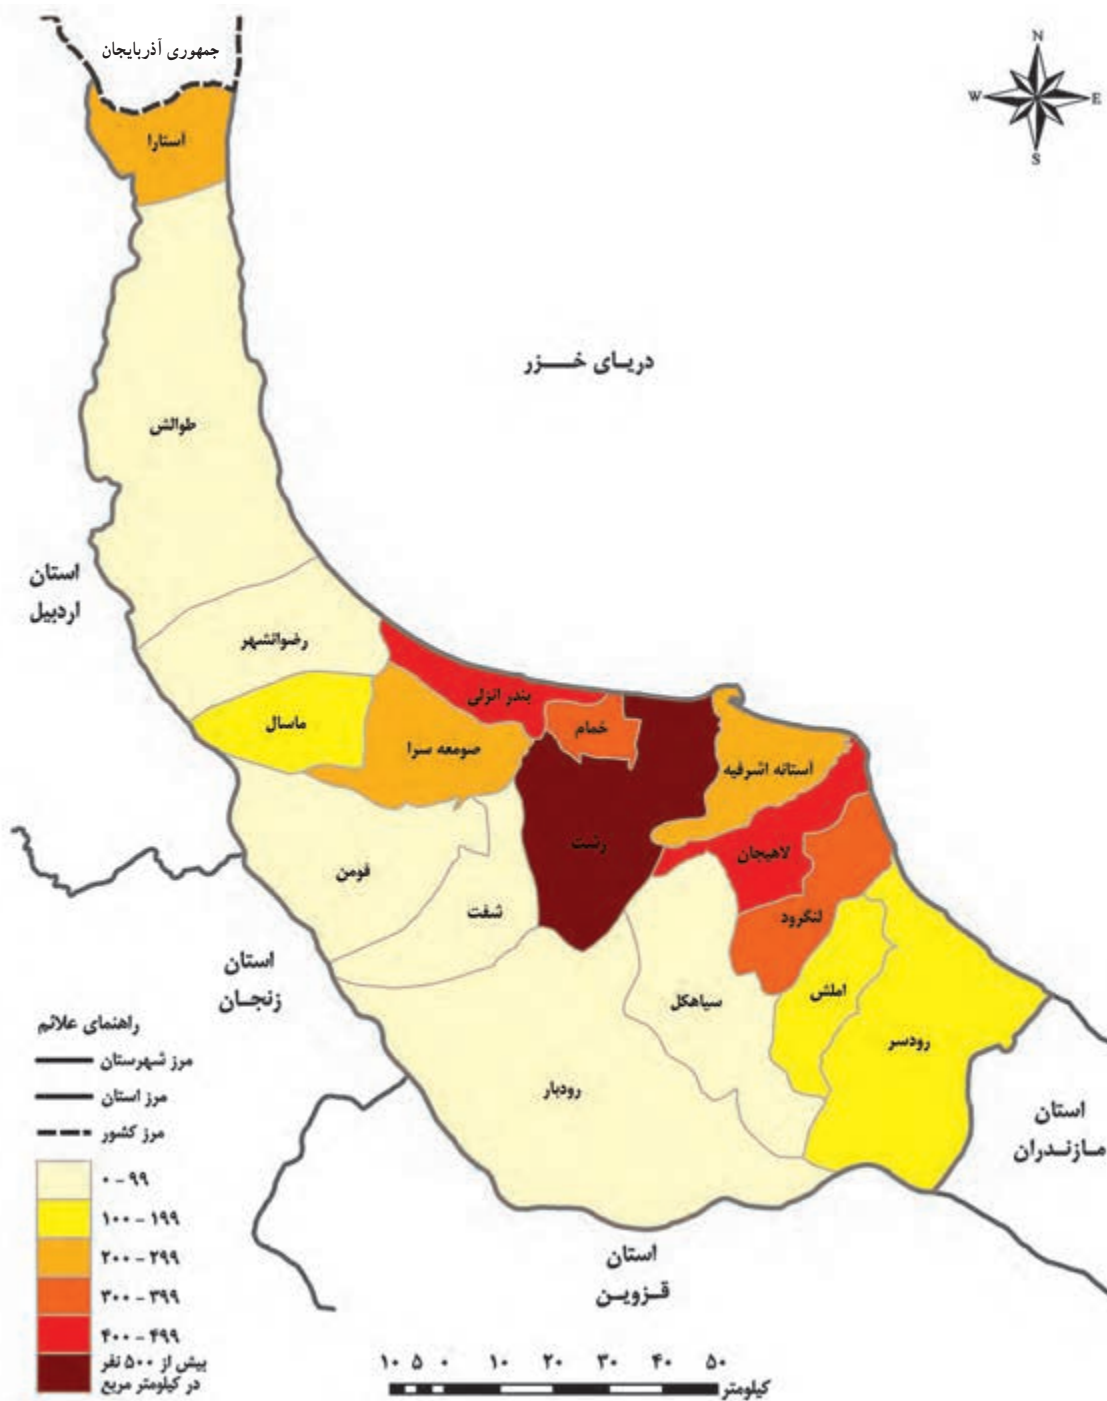 جمهوری آذربایجان
N
W
E
S
آستارا
دریـای خـــزر
طوالش
استان
اردبیل
رضوانشهر
بندر انزلی
ماسال
خمام
صومعه سرا
آستانه اشرفیه
رشت
لاهیجان
فومن
شفت
لنگرود
استان
زنجـان
املش
سیاهکل
رودسر
رودبار
استان
مـازنـدران
استان
قـزویـن
راهنمای علائم
مرز شهرستان
مرز استان
مرز کشور
۰ - ۹۹
۱۰۰ - ۱۹۹
۲۰۰ - ۲۹۹
۳۰۰ - ۳۹۹
۴۰۰ - ۴۹۹
بیش از ۵۰۰ نفر
در کیلومتر مربع
۱۰ ۵ ۰ ۱۰ ۲۰ ۳۰ ۴۰ ۵۰
کیلومتر